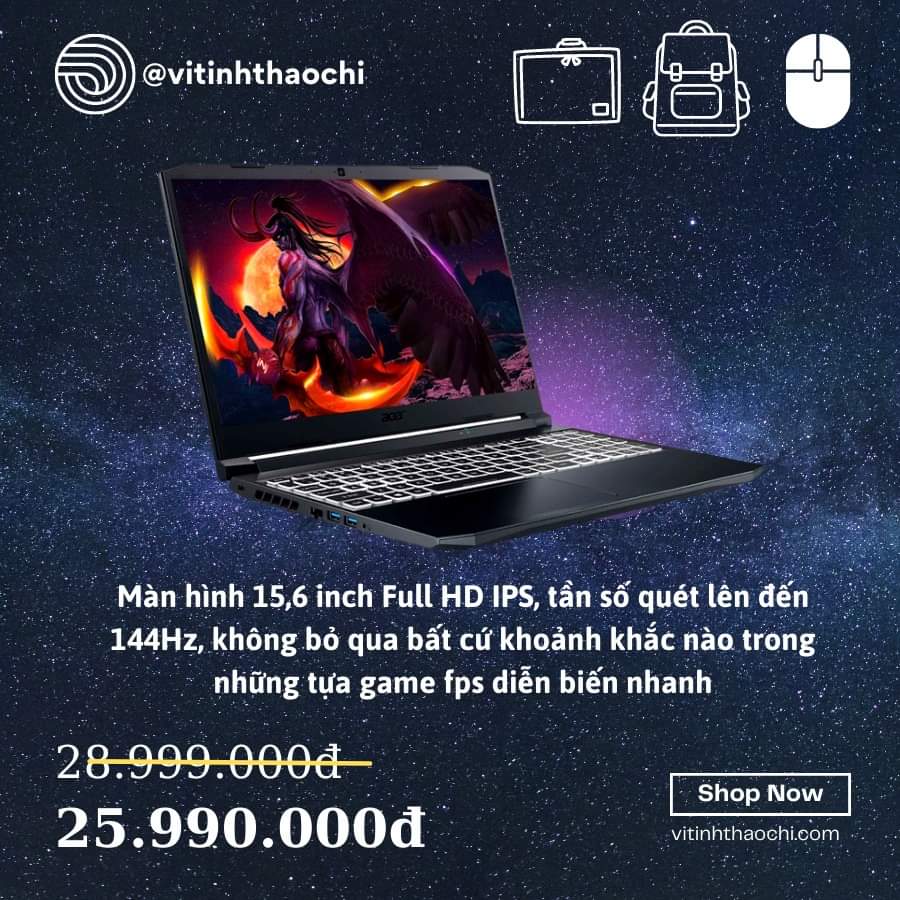 @vitinhthaochi
acer
Màn hình 15,6 inch Full HD IPS, tần số quét lên đến
144Hz, không bỏ qua bất cứ khoảnh khắc nào trong
những tựa game fps diễn biến nhanh
28.999.000đ
25.990.000đ
Shop Now
vitinhthaochi.com